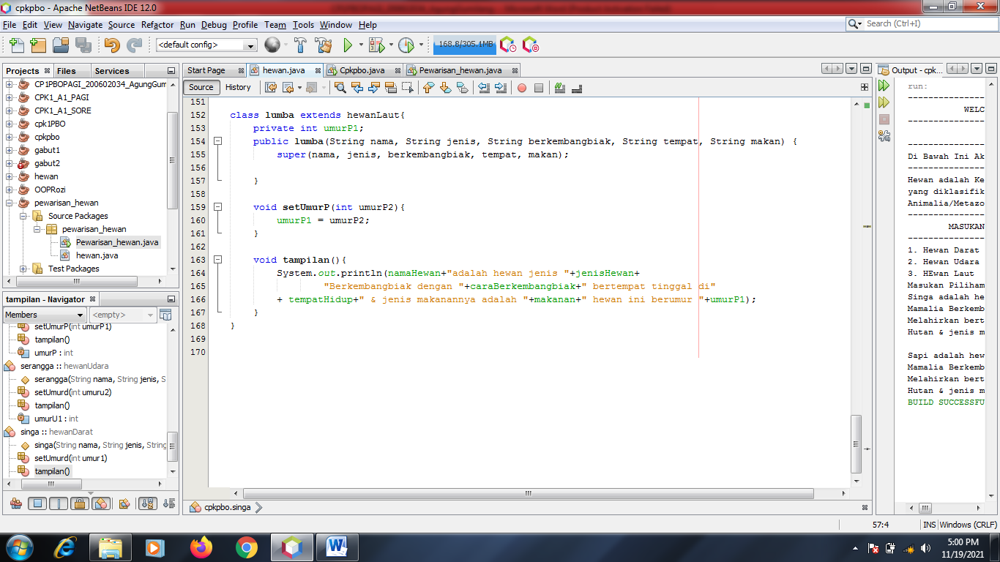 cpkpbo - Apache NetBeans IDE 12.0
File Edit View Navigate Source Refactor Run Debug Profile Team Tools Window Help
Search (Ctrl+I)
<default config>
168.8/305.1MB
Projects Files Services
CP1PBOPAGI_200602034_AgungGum
CPK1_A1_PAGI
CPK1_A1_SORE
cpk1PBO
cpkpbo
gabut1
gabut2
hewan
OOPRozi
pewarisan_hewan
Source Packages
pewarisan_hewan
Pewarisan_hewan.java
hewan.java
Test Packages
tampilan - Navigator
Members
<empty>
setUmurP(int umurP1)
tampilan()
umurP : int
serangga :: hewanUdara
serangga(String nama, String jenis, S
setUmurd(int umuru2)
tampilan()
umurU1 : int
singa :: hewanDarat
singa(String nama, String jenis, String
setUmurd(int umur1)
tampilan()
Start Page hewan.java Cpkpbo.java Pewarisan_hewan.java
Source History
151
152 class lumba extends hewanLaut{
153 private int umurP1;
154 public lumba(String nama, String jenis, String berkembangbiak, String tempat, String makan) {
155 super(nama, jenis, berkembangbiak, tempat, makan);
156
157 }
158
159 void setUmurP(int umurP2){
160 umurP1 = umurP2;
161 }
162
163 void tampilan(){
164 System.out.println(namaHewan+"adalah hewan jenis "+jenisHewan+
165 "Berkembangbiak dengan "+caraBerkembangbiak+" bertempat tinggal di"
166 + tempatHidup+" & jenis makanannya adalah "+makanan+" hewan ini berumur "+umurP1);
167 }
168 }
169
170
cpkpbo.singa
Output - cpk...
run:
WELC
Di Bawah Ini Ak
Hewan adalah Ke
yang diklasifik
Animalia/Metazo
MASUKAN
1. Hewan Darat
2. Hewan Udara
3. HEwan Laut
Masukan Piliham
Singa adalah he
Mamalia Berkemb
Melahirkan bert
Hutan & jenis m
Sapi adalah hew
Mamalia Berkemb
Melahirkan bert
Hutan & jenis m
BUILD SUCCESSFU
57:4 INS Windows (CRLF)
5:00 PM
11/19/2021